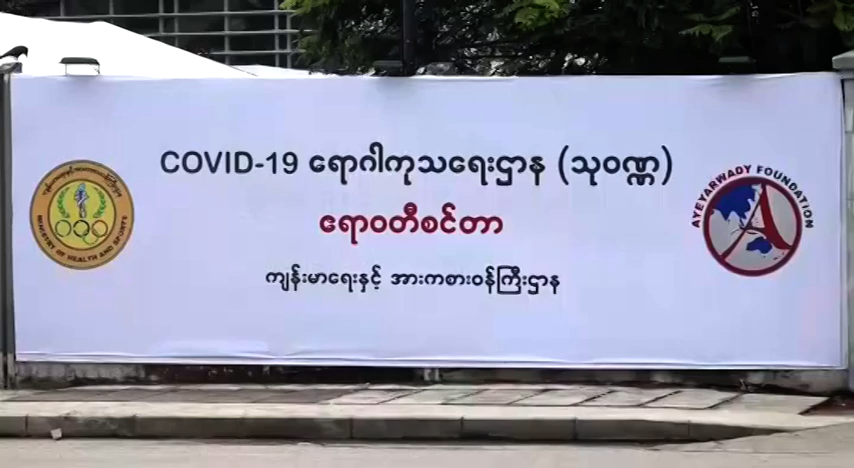 COVID-19 ရောဂါကုသရေးဌာန (သုဝဏ္ဏ)
ဧရာဝတီစင်တာ
ကျန်းမာရေးနှင့် အားကစားဝန်ကြီးဌာန
MINISTRY OF HEALTH AND SPORTS
AYEYARWADY FOUNDATION